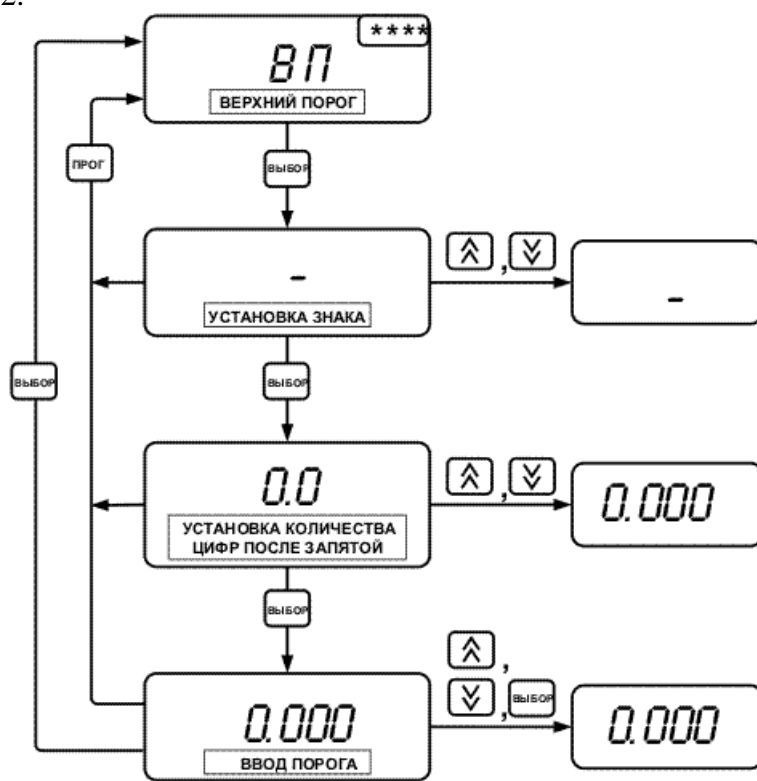 2.
****
ВП
ВЕРХНИЙ ПОРОГ
ПРОГ
ВЫБОР
-
,
-
УСТАНОВКА ЗНАКА
ВЫБОР
ВЫБОР
0.0
,
0.000
УСТАНОВКА КОЛИЧЕСТВА
ЦИФР ПОСЛЕ ЗАПЯТОЙ
ВЫБОР
,
, ВЫБОР
0.000
0.000
ВВОД ПОРОГА